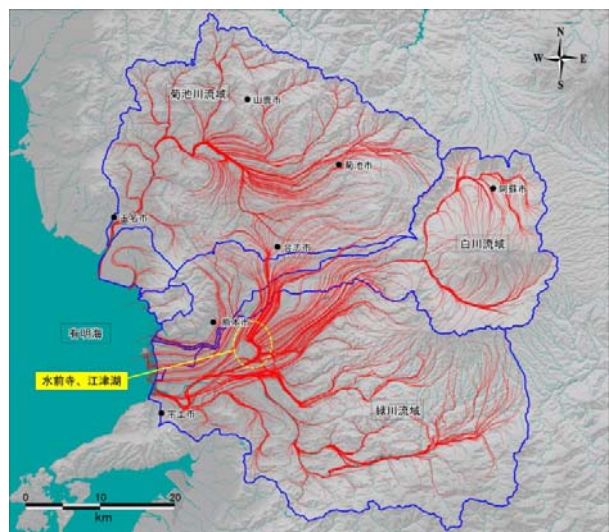 N
W E
S
菊池川流域
山鹿市
菊池市
阿蘇市
玉名市
白川流域
合志市
有明海
熊本市
水前寺、江津湖
宇土市
緑川流域
0 10 20
km